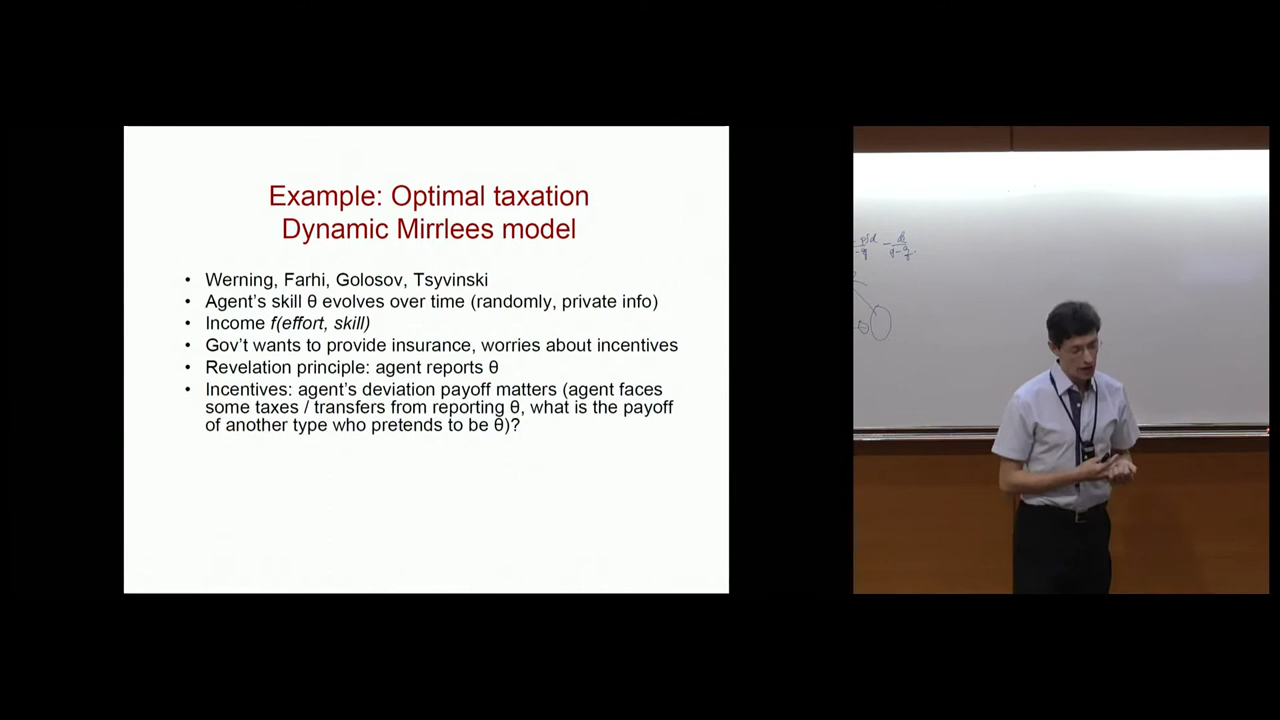 Example: Optimal taxation
Dynamic Mirrlees model
• Werning, Farhi, Golosov, Tsyvinski
• Agent's skill θ evolves over time (randomly, private info)
• Income f(effort, skill)
• Gov't wants to provide insurance, worries about incentives
• Revelation principle: agent reports θ
• Incentives: agent's deviation payoff matters (agent faces
some taxes / transfers from reporting θ, what is the payoff
of another type who pretends to be θ)?